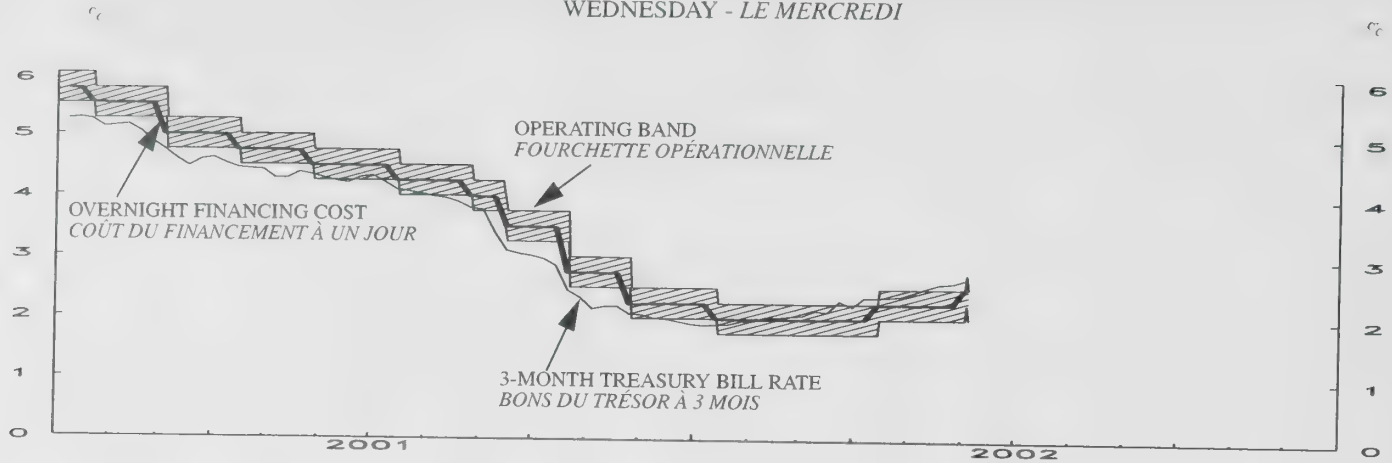 WEDNESDAY - LE MERCREDI
%
%
6
5
4
3
2
1
0
6
5
4
3
2
1
0
OPERATING BAND
FOURCHETTE OPÉRATIONNELLE
OVERNIGHT FINANCING COST
COÛT DU FINANCEMENT À UN JOUR
3-MONTH TREASURY BILL RATE
BONS DU TRÉSOR À 3 MOIS
2001
2002